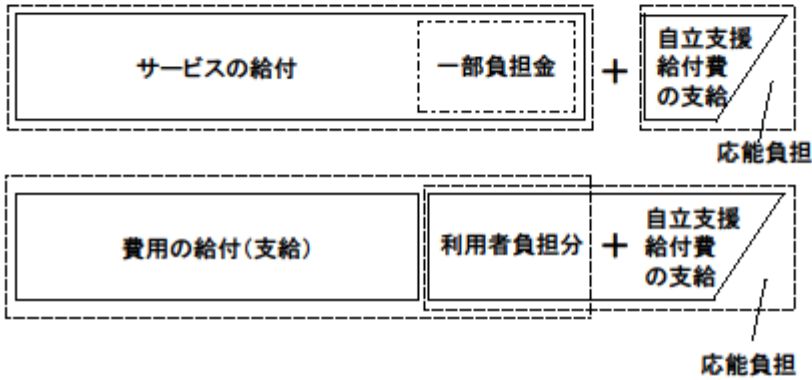 サービスの給付
一部負担金
+
自立支援
給付費
の支給
応能負担
費用の給付(支給)
利用者負担分
+
自立支援
給付費
の支給
応能負担